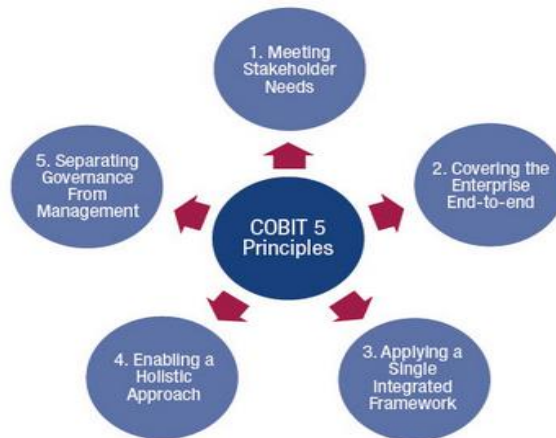 1. Meeting
Stakeholder
Needs
2. Covering the
Enterprise
End-to-end
3. Applying a
Single
Integrated
Framework
4. Enabling a
Holistic
Approach
5. Separating
Governance
From
Management
COBIT 5
Principles